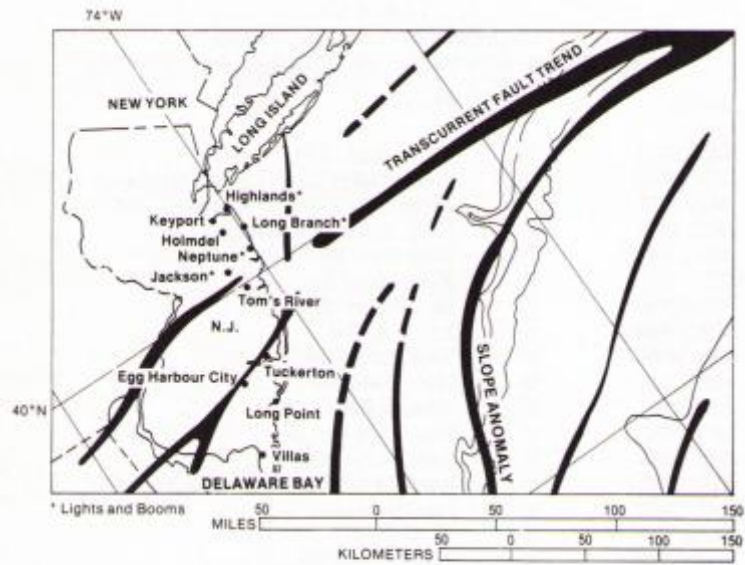 74°W
NEW YORK
LONG ISLAND
TRANSCURRENT FAULT TREND
Highlands*
Keyport
Long Branch*
Holmdel
Neptune*
Jackson*
Tom's River
N.J.
Tuckerton
Egg Harbour City
40°N
Long Point
SLOPE ANOMALY
Villas
DELAWARE BAY
* Lights and Booms
50 0 50 100 150
MILES
50 0 50 100 150
KILOMETERS